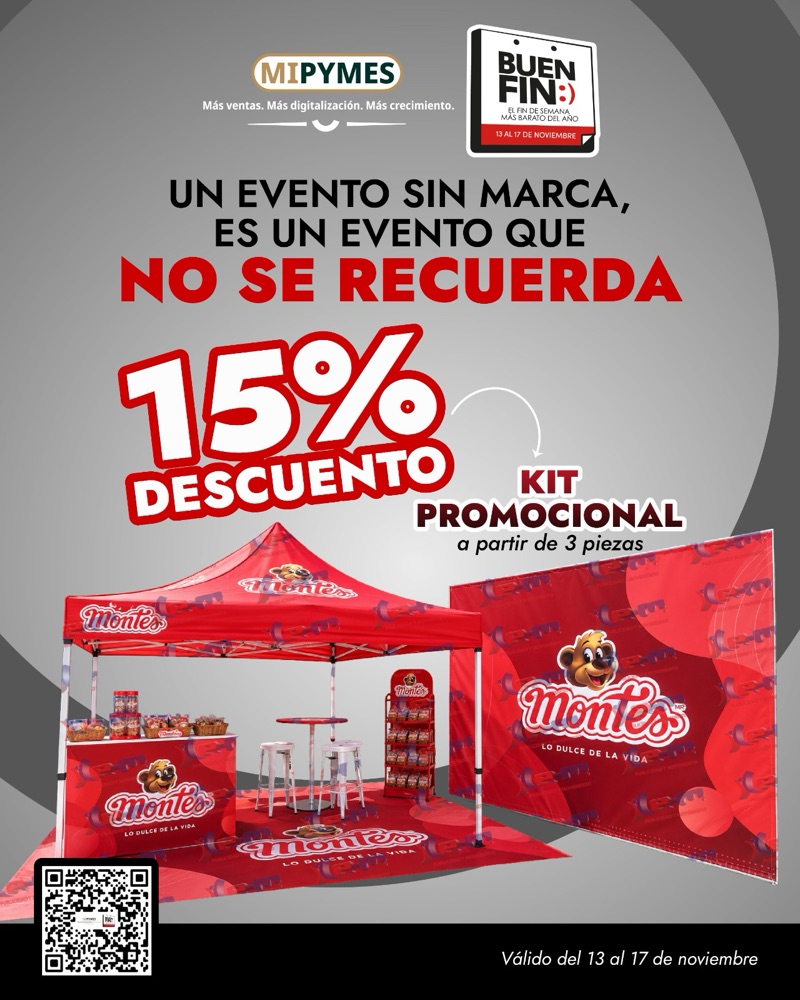 MIPYMES
Más ventas. Más digitalización. Más crecimiento.
BUEN
FIN:)
EL FIN DE SEMANA
MÁS BARATO DEL AÑO
13 AL 17 DE NOVIEMBRE
UN EVENTO SIN MARCA,
ES UN EVENTO QUE
NO SE RECUERDA
15%
DESCUENTO
KIT
PROMOCIONAL
a partir de 3 piezas
Montes
Montes
Montes
Montes MR
LO DULCE DE LA VIDA
Montes
LO DULCE DE LA VIDA
Montes
LO DULCE DE LA VIDA
Válido del 13 al 17 de noviembre